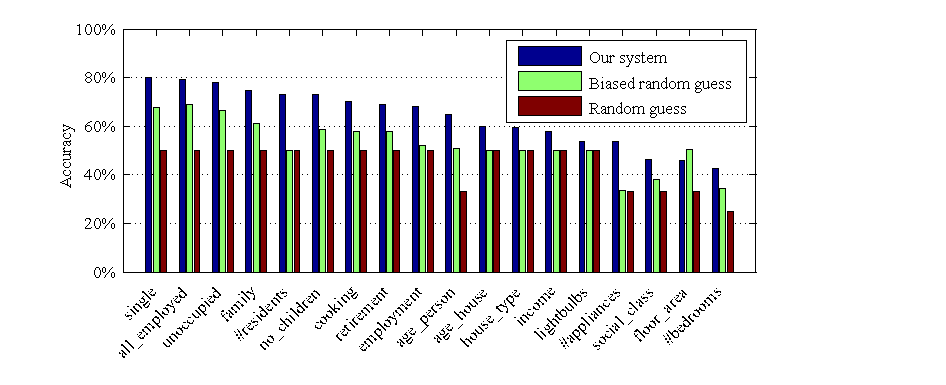 100%
80%
60%
40%
20%
0%
Accuracy
Our system
Biased random guess
Random guess
single
all_employed
unoccupied
family
#residents
no_children
cooking
retirement
employment
age_person
age_house
house_type
income
lightbulbs
#appliances
social_class
floor_area
#bedrooms